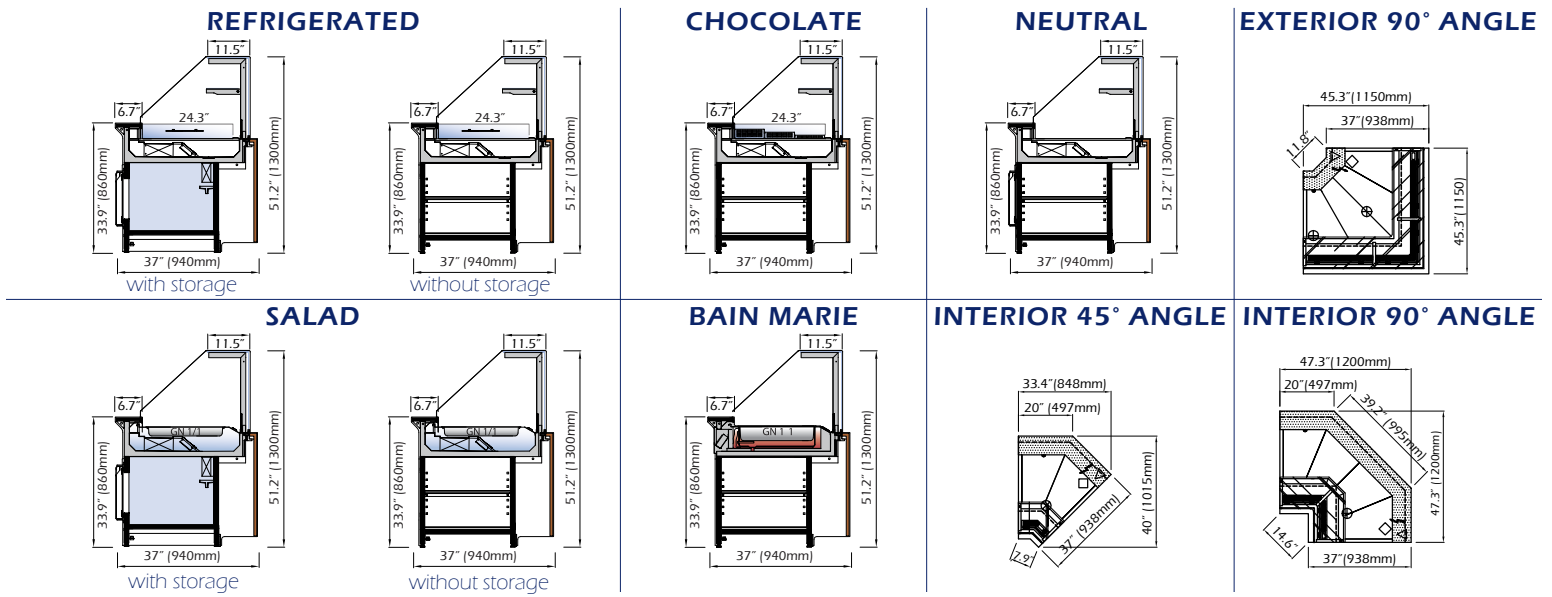 REFRIGERATED
11.5”
6.7”
24.3”
33.9” (860mm)
51.2” (1300mm)
37” (940mm)
with storage
11.5”
6.7”
24.3”
33.9” (860mm)
51.2” (1300mm)
37” (940mm)
without storage
CHOCOLATE
11.5”
6.7”
24.3”
33.9” (860mm)
51.2” (1300mm)
37” (940mm)
NEUTRAL
11.5”
6.7”
33.9” (860mm)
51.2” (1300mm)
37” (940mm)
EXTERIOR 90° ANGLE
45.3”(1150mm)
37”(938mm)
11.8”
45.3”(1150)
SALAD
11.5”
6.7”
GN 1/1
33.9” (860mm)
51.2” (1300mm)
37” (940mm)
with storage
11.5”
6.7”
GN 1/1
33.9” (860mm)
51.2” (1300mm)
37” (940mm)
without storage
BAIN MARIE
11.5”
6.7”
GN 1 1
33.9” (860mm)
51.2” (1300mm)
37” (940mm)
INTERIOR 45° ANGLE
33.4”(848mm)
20” (497mm)
40” (1015mm)
37” (938mm)
7.9”
INTERIOR 90° ANGLE
47.3”(1200mm)
20”(497mm)
39.2” (995mm)
47.3” (1200mm)
14.6”
37”(938mm)